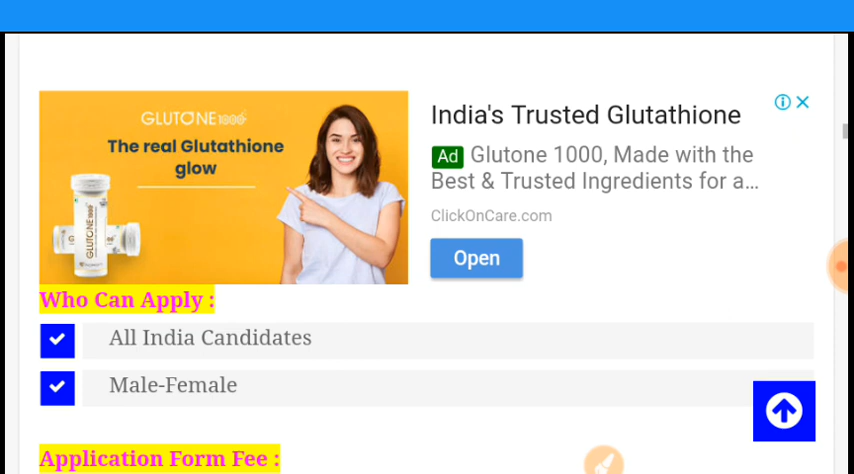 GLUTONE 1000
The real Glutathione
glow
GLUTONE 1000
India's Trusted Glutathione
Ad Glutone 1000, Made with the
Best & Trusted Ingredients for a...
ClickOnCare.com
Open
Who Can Apply :
All India Candidates
Male-Female
Application Form Fee :